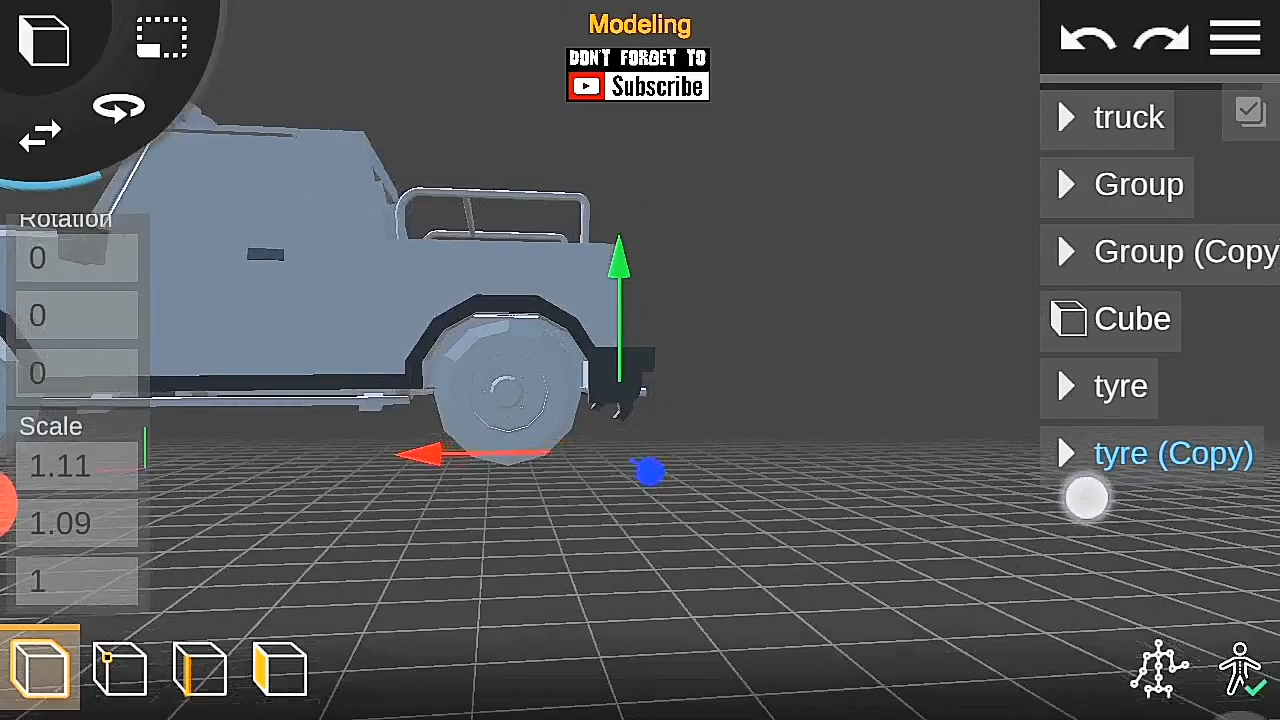 Modeling
DON'T FORGET TO
Subscribe
truck
Group
Group (Copy
Cube
tyre
tyre (Copy)
Rotation
0
0
0
Scale
1.11
1.09
1